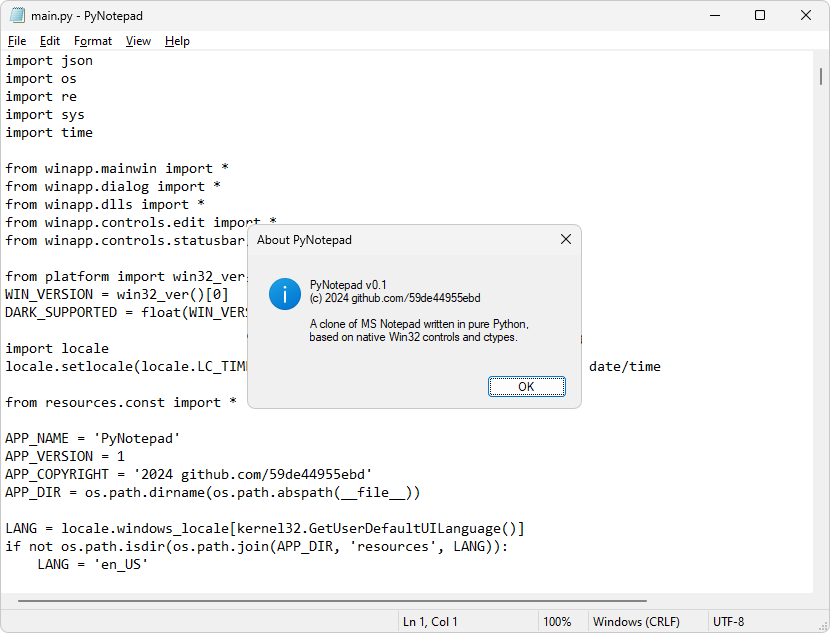 main.py - PyNotepad
File Edit Format View Help
import json
import os
import re
import sys
import time
from winapp.mainwin import *
from winapp.dialog import *
from winapp.dlls import *
from winapp.controls.edit import *
from winapp.controls.statusbar
from platform import win32_ver
WIN_VERSION = win32_ver()[0]
DARK_SUPPORTED = float(WIN_VERS
import locale
locale.setlocale(locale.LC_TIME date/time
from resources.const import *
APP_NAME = 'PyNotepad'
APP_VERSION = 1
APP_COPYRIGHT = '2024 github.com/59de44955ebd'
APP_DIR = os.path.dirname(os.path.abspath(__file__))
LANG = locale.windows_locale[kernel32.GetUserDefaultUILanguage()]
if not os.path.isdir(os.path.join(APP_DIR, 'resources', LANG)):
LANG = 'en_US'
About PyNotepad
PyNotepad v0.1
(c) 2024 github.com/59de44955ebd
A clone of MS Notepad written in pure Python,
based on native Win32 controls and ctypes.
OK
Ln 1, Col 1 100% Windows (CRLF) UTF-8